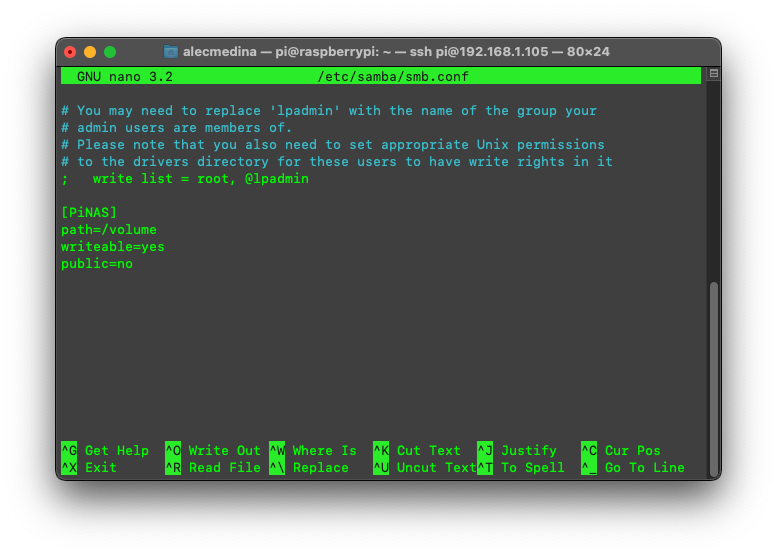 alecmedina — pi@raspberrypi: ~ — ssh pi@192.168.1.105 — 80×24
GNU nano 3.2 /etc/samba/smb.conf
# You may need to replace 'lpadmin' with the name of the group your
# admin users are members of.
# Please note that you also need to set appropriate Unix permissions
# to the drivers directory for these users to have write rights in it
;   write list = root, @lpadmin
[PiNAS]
path=/volume
writeable=yes
public=no
^G Get Help ^O Write Out ^W Where Is ^K Cut Text ^J Justify ^C Cur Pos
^X Exit ^R Read File ^\ Replace ^U Uncut Text ^T To Spell ^_ Go To Line